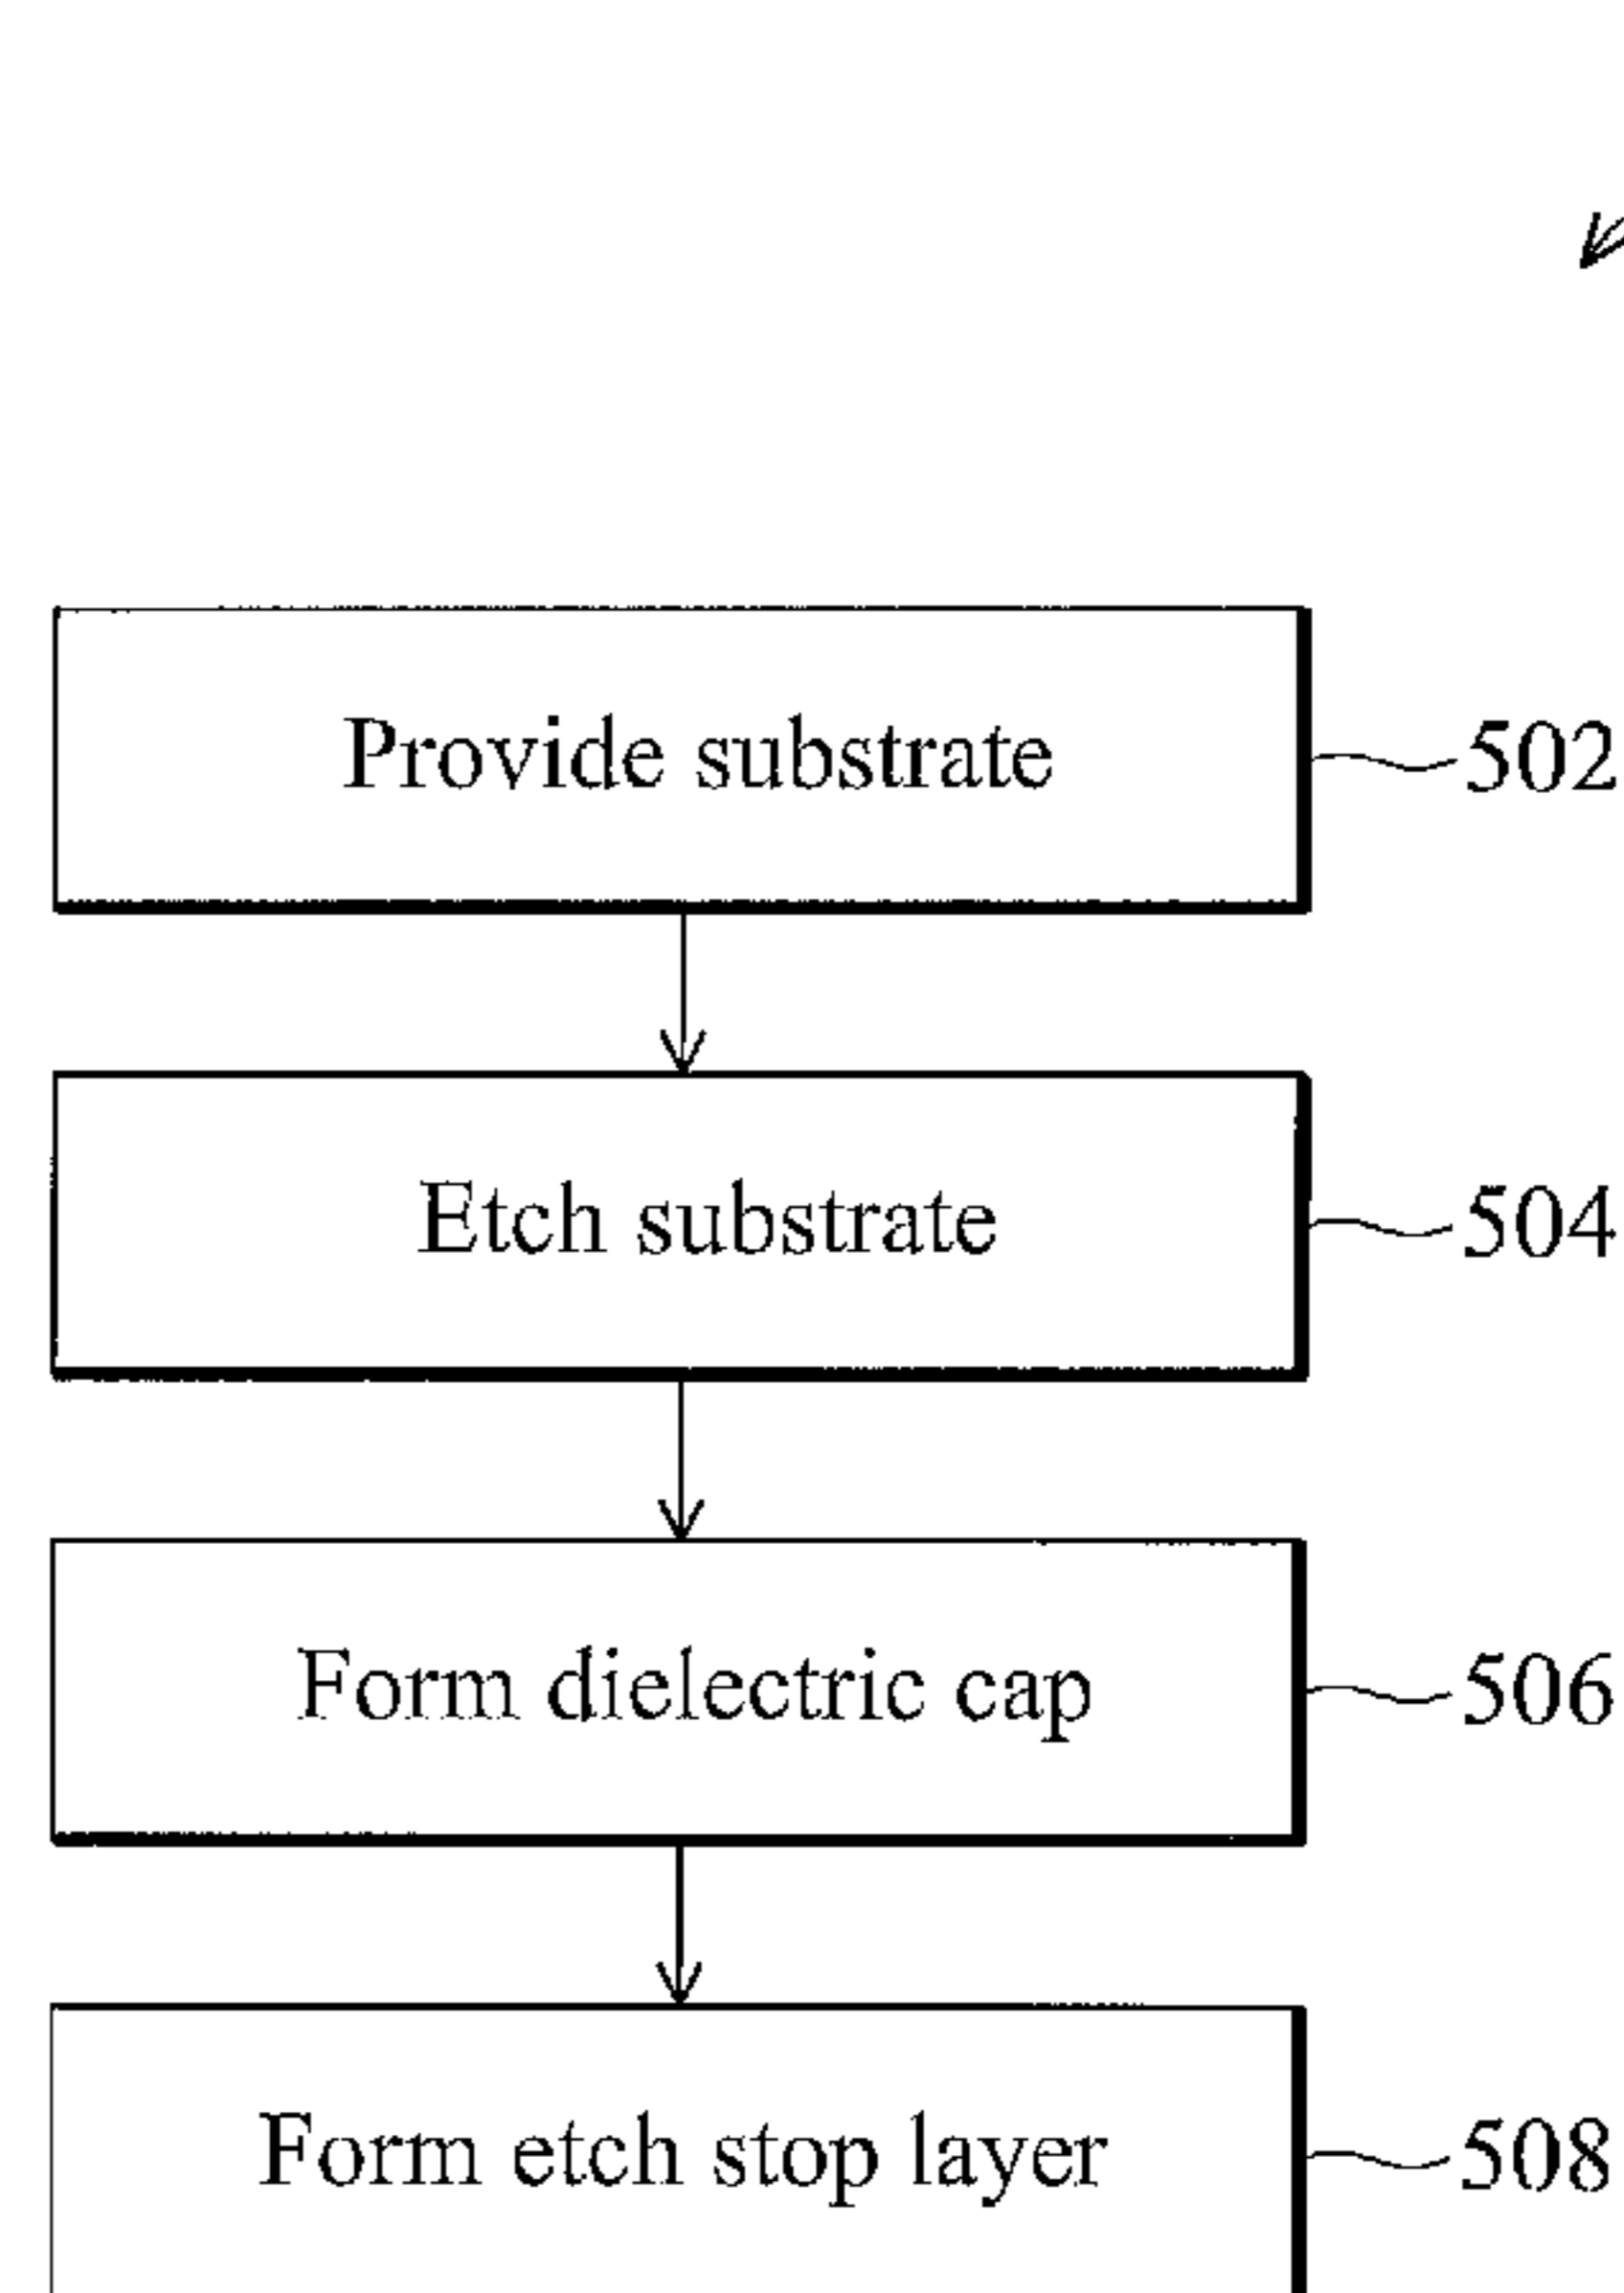 Provide substrate 502
Etch substrate 504
Form dielectric cap 506
Form etch stop layer 508